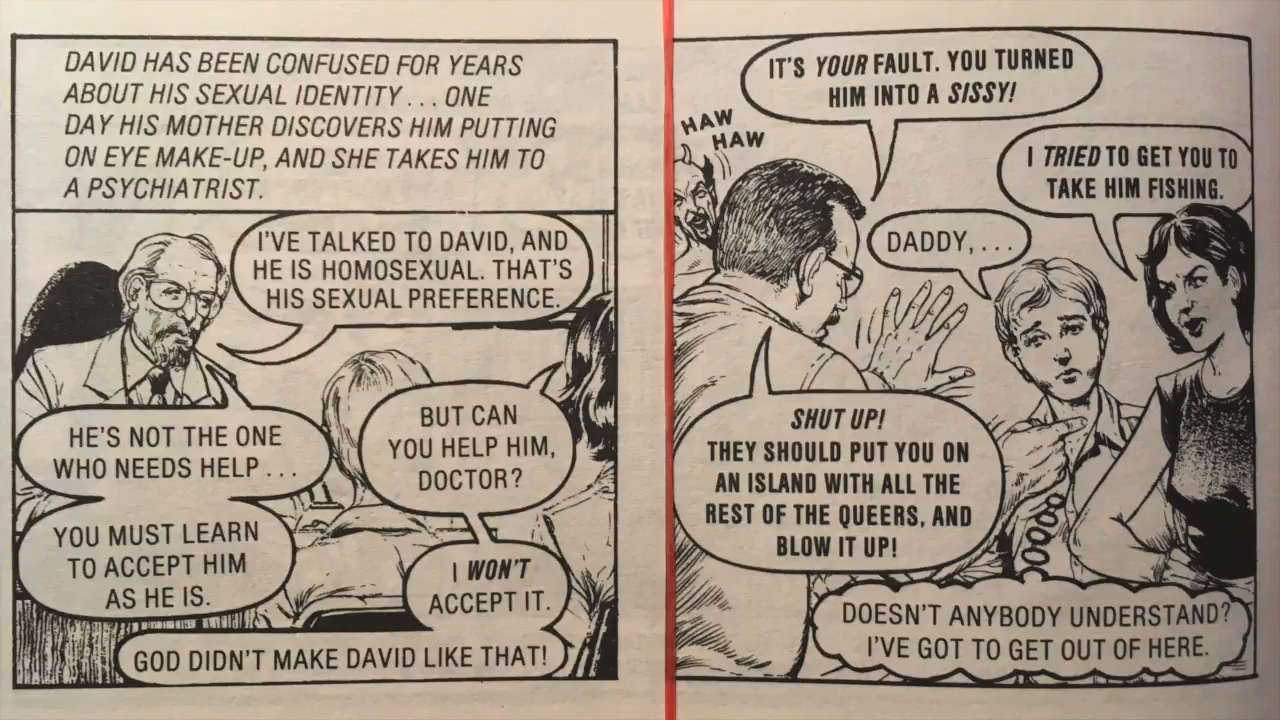 DAVID HAS BEEN CONFUSED FOR YEARS
ABOUT HIS SEXUAL IDENTITY... ONE
DAY HIS MOTHER DISCOVERS HIM PUTTING
ON EYE MAKE-UP, AND SHE TAKES HIM TO
A PSYCHIATRIST.
I'VE TALKED TO DAVID, AND
HE IS HOMOSEXUAL. THAT'S
HIS SEXUAL PREFERENCE.
BUT CAN
YOU HELP HIM,
DOCTOR?
HE'S NOT THE ONE
WHO NEEDS HELP...
YOU MUST LEARN
TO ACCEPT HIM
AS HE IS.
I WON'T
ACCEPT IT.
GOD DIDN'T MAKE DAVID LIKE THAT!
IT'S YOUR FAULT. YOU TURNED
HIM INTO A SISSY!
HAW
HAW
I TRIED TO GET YOU TO
TAKE HIM FISHING.
DADDY,...
SHUT UP!
THEY SHOULD PUT YOU ON
AN ISLAND WITH ALL THE
REST OF THE QUEERS, AND
BLOW IT UP!
DOESN'T ANYBODY UNDERSTAND?
I'VE GOT TO GET OUT OF HERE.